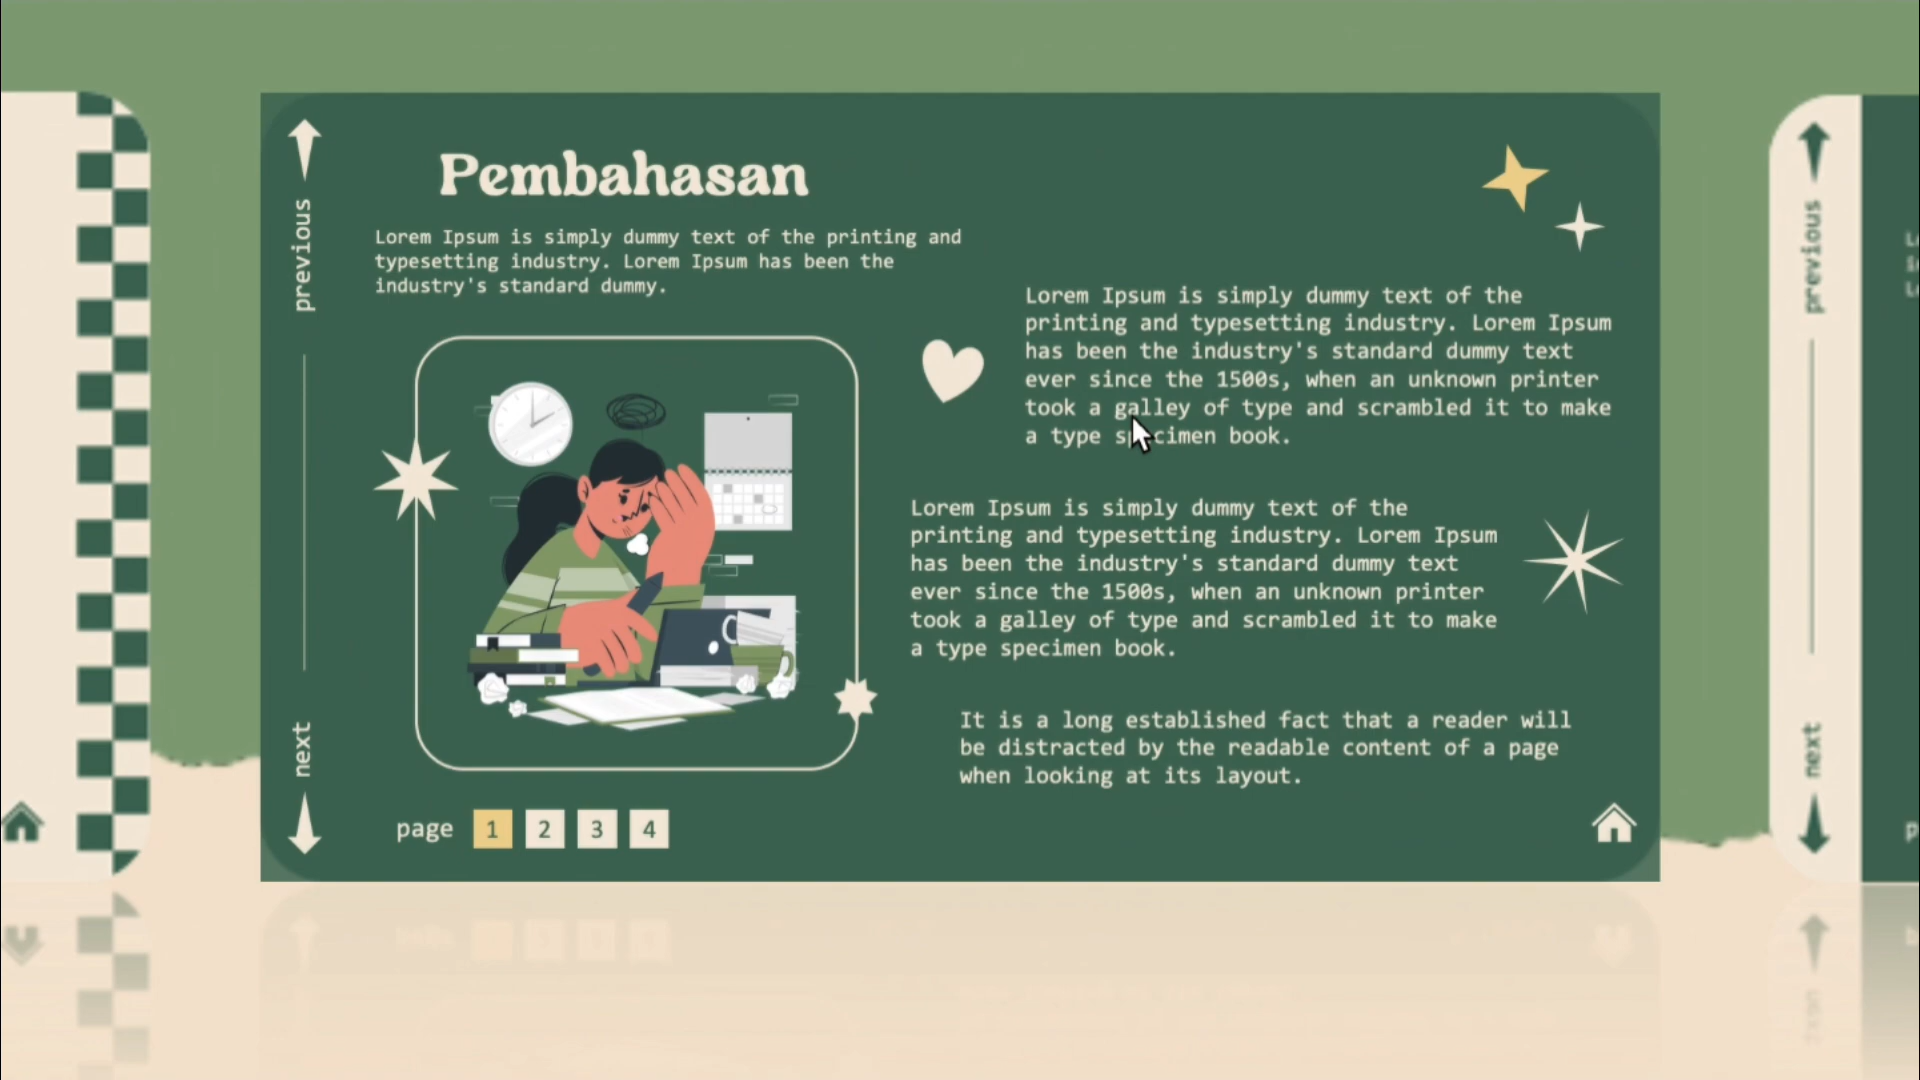 Pembahasan
previous
Lorem Ipsum is simply dummy text of the printing and
typesetting industry. Lorem Ipsum has been the
industry's standard dummy.
Lorem Ipsum is simply dummy text of the
printing and typesetting industry. Lorem Ipsum
has been the industry's standard dummy text
ever since the 1500s, when an unknown printer
took a galley of type and scrambled it to make
a type specimen book.
Lorem Ipsum is simply dummy text of the
printing and typesetting industry. Lorem Ipsum
has been the industry's standard dummy text
ever since the 1500s, when an unknown printer
took a galley of type and scrambled it to make
a type specimen book.
It is a long established fact that a reader will
be distracted by the readable content of a page
when looking at its layout.
next
page 1 2 3 4
previous
next